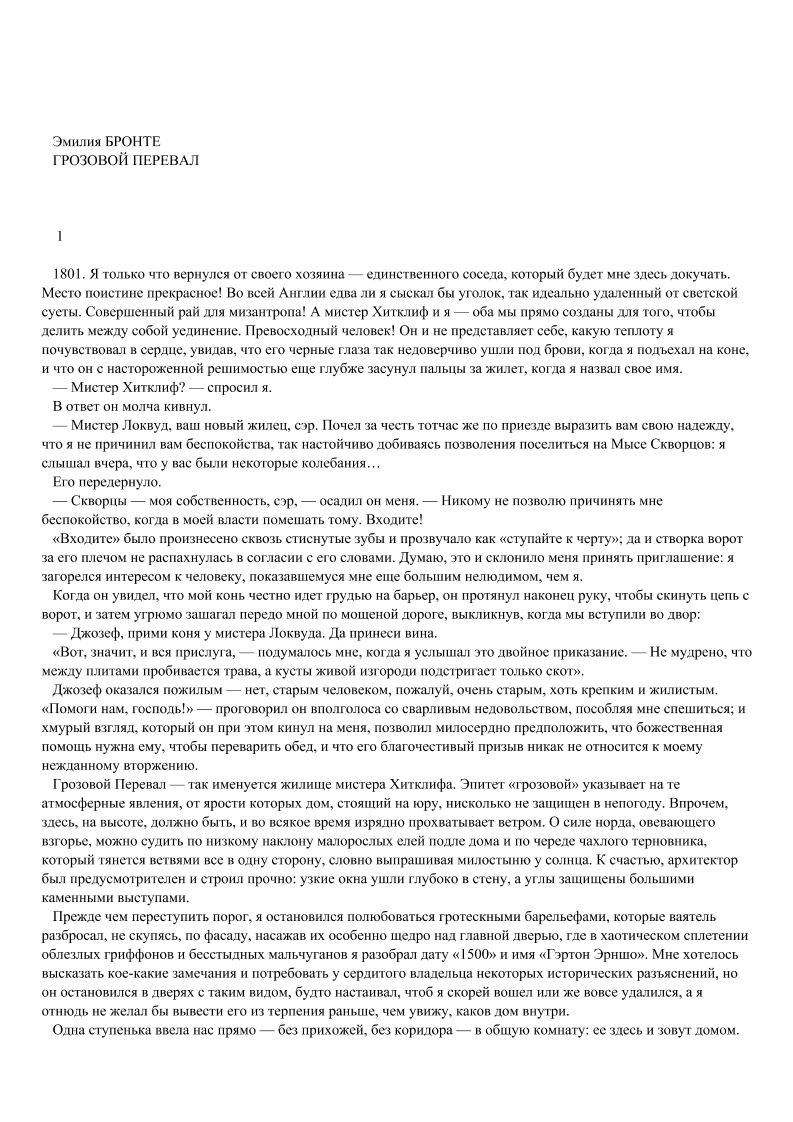 Эмилия БРОНТЕ
ГРОЗОВОЙ ПЕРЕВАЛ
1
1801. Я только что вернулся от своего хозяина — единственного соседа, который будет мне здесь докучать.
Место поистине прекрасное! Во всей Англии едва ли я сыскал бы уголок, так идеально удаленный от светской
суеты. Совершенный рай для мизантропа! А мистер Хитклиф и я — оба мы прямо созданы для того, чтобы
делить между собой уединение. Превосходный человек! Он и не представляет себе, какую теплоту я
почувствовал в сердце, увидав, что его черные глаза так недоверчиво ушли под брови, когда я подъехал на коне,
и что он с настороженной решимостью еще глубже засунул пальцы за жилет, когда я назвал свое имя.
— Мистер Хитклиф? — спросил я.
В ответ он молча кивнул.
— Мистер Локвуд, ваш новый жилец, сэр. Почел за честь тотчас же по приезде выразить вам свою надежду,
что я не причинил вам беспокойства, так настойчиво добиваясь позволения поселиться на Мысе Скворцов: я
слышал вчера, что у вас были некоторые колебания…
Его передернуло.
— Скворцы — моя собственность, сэр, — осадил он меня. — Никому не позволю причинять мне
беспокойство, когда в моей власти помешать тому. Входите!
«Входите» было произнесено сквозь стиснутые зубы и прозвучало как «ступайте к черту»; да и створка ворот
за его плечом не распахнулась в согласии с его словами. Думаю, это и склонило меня принять приглашение: я
загорелся интересом к человеку, показавшемуся мне еще большим нелюдимом, чем я.
Когда он увидел, что мой конь честно идет грудью на барьер, он протянул наконец руку, чтобы скинуть цепь с
ворот, и затем угрюмо зашагал передо мной по мощеной дороге, выкликнув, когда мы вступили во двор:
— Джозеф, прими коня у мистера Локвуда. Да принеси вина.
«Вот, значит, и вся прислуга, — подумалось мне, когда я услышал это двойное приказание. — Не мудрено, что
между плитами пробивается трава, а кусты живой изгороди подстригает только скот».
Джозеф оказался пожилым — нет, старым человеком, пожалуй, очень старым, хоть крепким и жилистым.
«Помоги нам, господь!» — проговорил он вполголоса со сварливым недовольством, пособляя мне спешиться; и
хмурый взгляд, который он при этом кинул на меня, позволил милосердно предположить, что божественная
помощь нужна ему, чтобы переварить обед, и что его благочестивый призыв никак не относится к моему
нежданному вторжению.
Грозовой Перевал — так именуется жилище мистера Хитклифа. Эпитет «грозовой» указывает на те
атмосферные явления, от ярости которых дом, стоящий на юру, нисколько не защищен в непогоду. Впрочем,
здесь, на высоте, должно быть, и во всякое время изрядно прохватывает ветром. О силе норда, овевающего
взгорье, можно судить по низкому наклону малорослых елей подле дома и по череде чахлого терновника,
который тянется ветвями все в одну сторону, словно выпрашивая милостыню у солнца. К счастью, архитектор
был предусмотрителен и строил прочно: узкие окна ушли глубоко в стену, а углы защищены большими
каменными выступами.
Прежде чем переступить порог, я остановился полюбоваться гротескными барельефами, которые ваятель
разбросал, не скупясь, по фасаду, насажав их особенно щедро над главной дверью, где в хаотическом сплетении
облезлых гриффонов и бесстыдных мальчуганов я разобрал дату «1500» и имя «Гэртон Эрншо». Мне хотелось
высказать кое-какие замечания и потребовать у сердитого владельца некоторых исторических разъяснений, но
он остановился в дверях с таким видом, будто настаивал, чтоб я скорей вошел или же вовсе удалился, а я
отнюдь не желал бы вывести его из терпения раньше, чем увижу, каков дом внутри.
Одна ступенька ввела нас прямо — без прихожей, без коридора — в общую комнату: ее здесь и зовут домом.